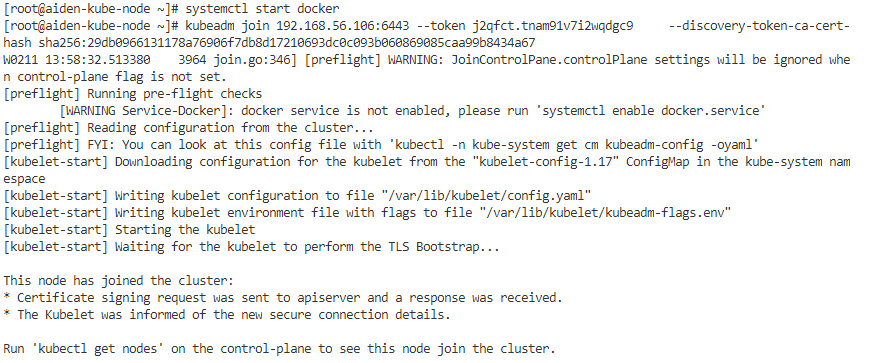 [root@aiden-kube-node ~]# systemctl start docker
[root@aiden-kube-node ~]# kubeadm join 192.168.56.106:6443 --token j2qfct.tnam91v7i2wqdgc9     --discovery-token-ca-cert-
hash sha256:29db0966131178a76906f7db8d17210693dc0c093b060869085caa99b8434a67
W0211 13:58:32.513380    3964 join.go:346] [preflight] WARNING: JoinControlPane.controlPlane settings will be ignored whe
n control-plane flag is not set.
[preflight] Running pre-flight checks
        [WARNING Service-Docker]: docker service is not enabled, please run 'systemctl enable docker.service'
[preflight] Reading configuration from the cluster...
[preflight] FYI: You can look at this config file with 'kubectl -n kube-system get cm kubeadm-config -oyaml'
[kubelet-start] Downloading configuration for the kubelet from the "kubelet-config-1.17" ConfigMap in the kube-system nam
espace
[kubelet-start] Writing kubelet configuration to file "/var/lib/kubelet/config.yaml"
[kubelet-start] Writing kubelet environment file with flags to file "/var/lib/kubelet/kubeadm-flags.env"
[kubelet-start] Starting the kubelet
[kubelet-start] Waiting for the kubelet to perform the TLS Bootstrap...

This node has joined the cluster:
* Certificate signing request was sent to apiserver and a response was received.
* The Kubelet was informed of the new secure connection details.

Run 'kubectl get nodes' on the control-plane to see this node join the cluster.